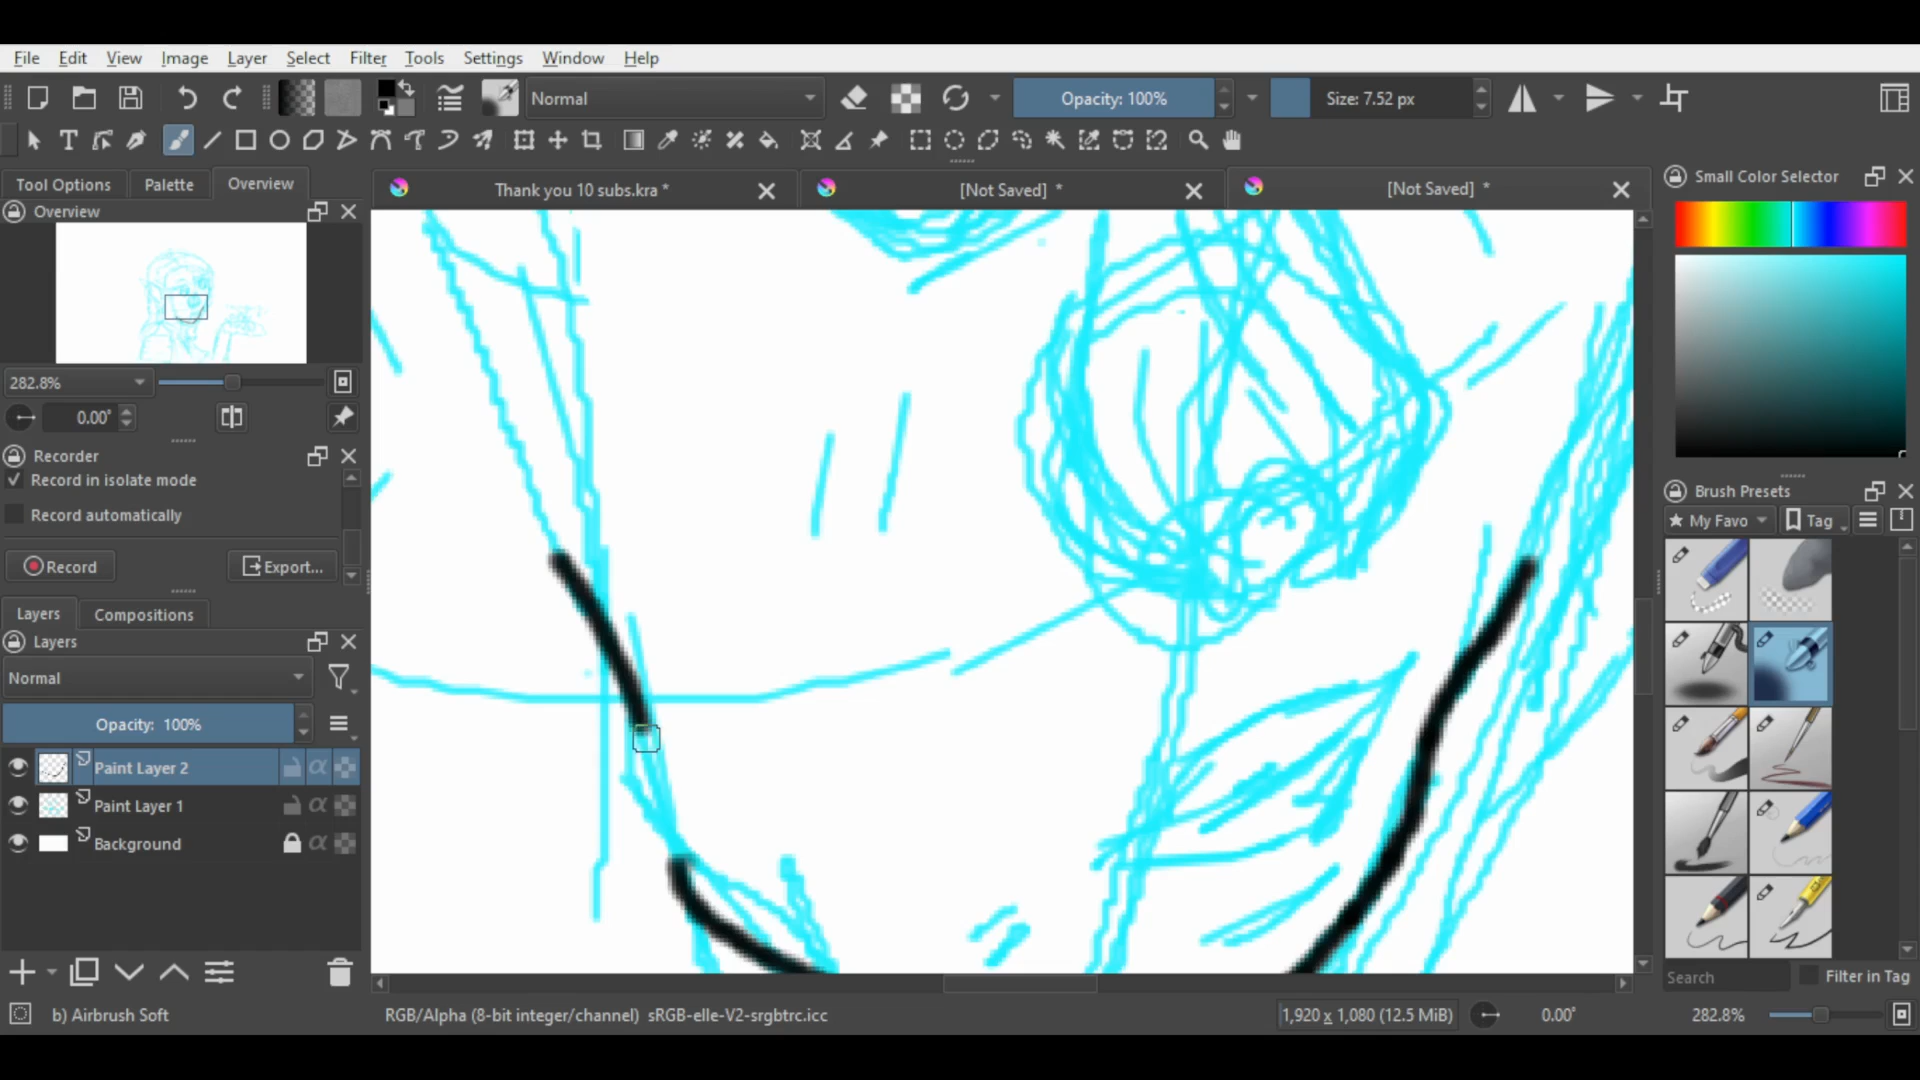 File Edit View Image Layer Select Filter Tools Settings Window Help
Normal Opacity: 100% Size: 7.52 px
Tool Options Palette Overview
Thank you 10 subs.kra * [Not Saved] * [Not Saved] *
Overview
282.8%
0.00°
Recorder
Record in isolate mode
Record automatically
Record Export...
Layers Compositions
Layers
Normal
Opacity: 100%
Paint Layer 2
Paint Layer 1
Background
Small Color Selector
Brush Presets
My Favo Tag
Search Filter in Tag
b) Airbrush Soft RGB/Alpha (8-bit integer/channel) sRGB-elle-V2-srgbtrc.icc 1,920 x 1,080 (12.5 MiB) 0.00° 282.8%